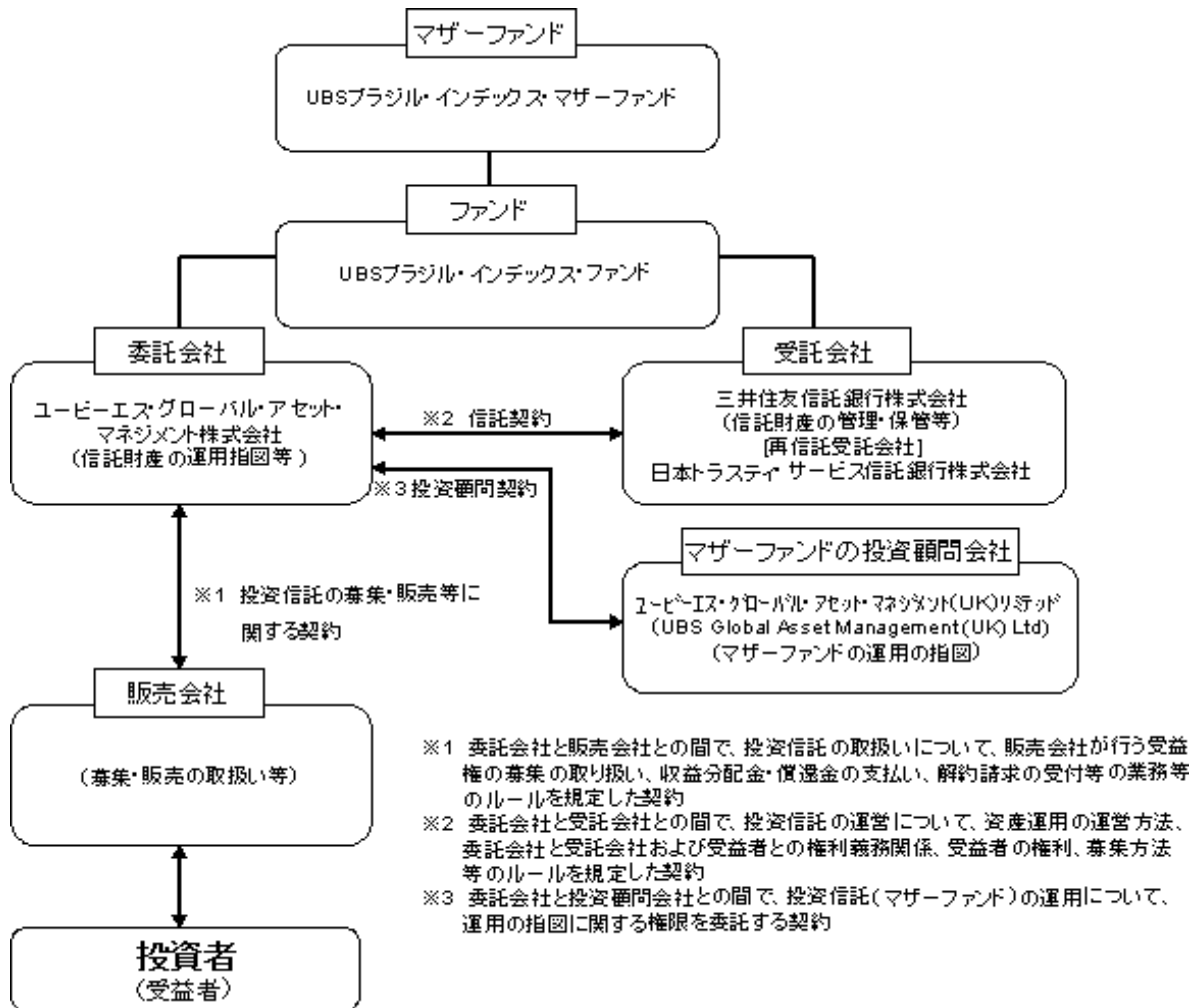 マザーファンド
UBSブラジル・インデックス・マザーファンド
ファンド
UBSブラジル・インデックス・ファンド
委託会社
ユービーエス・グローバル・アセット・
マネジメント株式会社
(信託財産の運用指図等)
受託会社
三井住友信託銀行株式会社
(信託財産の管理・保管等)
[再信託受託会社]
日本トラスティ・サービス信託銀行株式会社
※2 信託契約
※3投資顧問契約
マザーファンドの投資顧問会社
ユービーエス・グローバル・アセット・マネジメント(UK)リミテッド
(UBS Global Asset Management(UK) Ltd)
(マザーファンドの運用の指図)
※1 投資信託の募集・販売等に
関する契約
販売会社
(募集・販売の取扱い等)
投資者
(受益者)
※1 委託会社と販売会社との間で、投資信託の取扱いについて、販売会社が行う受益
権の募集の取り扱い、収益分配金・償還金の支払い、解約請求の受付等の業務等
のルールを規定した契約
※2 委託会社と受託会社との間で、投資信託の運営について、資産運用の運営方法、
委託会社と受託会社および受益者との権利義務関係、受益者の権利、募集方法
等のルールを規定した契約
※3 委託会社と投資顧問会社との間で、投資信託(マザーファンド)の運用について、
運用の指図に関する権限を委託する契約